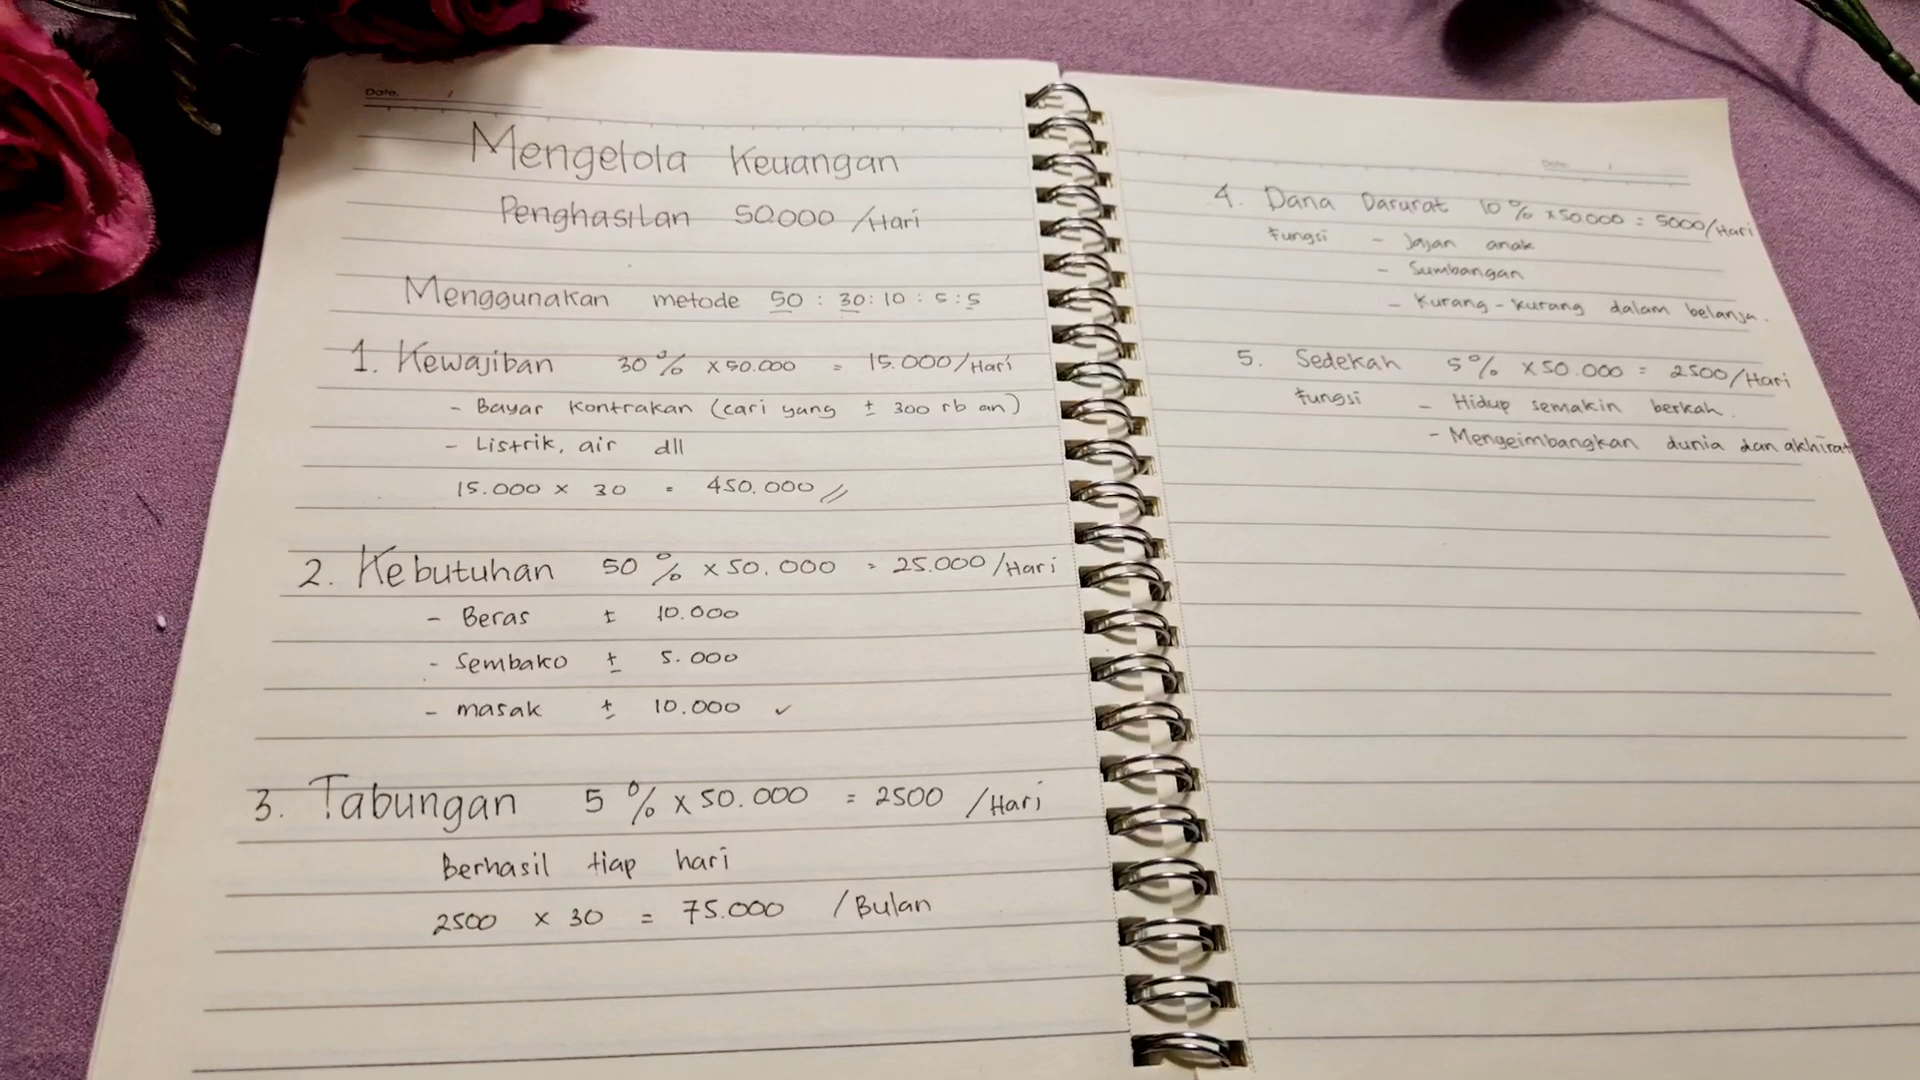 Date. /
Mengelola Keuangan
Penghasilan 50.000 /Hari
Menggunakan metode 50 : 30 : 10 : 5 : 5
1. Kewajiban 30% x 50.000 = 15.000/Hari
- Bayar Kontrakan (cari yang ± 300 rb an)
- Listrik, air dll
15.000 x 30 = 450.000 //
2. Kebutuhan 50% x 50.000 = 25.000/Hari
- Beras ± 10.000
- Sembako ± 5.000
- masak ± 10.000 ✓
3. Tabungan 5% x 50.000 = 2500 /Hari
Berhasil tiap hari
2500 x 30 = 75.000 /Bulan
Date. /
4. Dana Darurat 10% x 50000 = 5000/Hari
Fungsi - Jajan anak
- Sumbangan
- Kurang-kurang dalam belanja.
5. Sedekah 5% x 50.000 = 2500/Hari
Fungsi - Hidup semakin berkah.
- Mengeimbangkan dunia dan akhirat